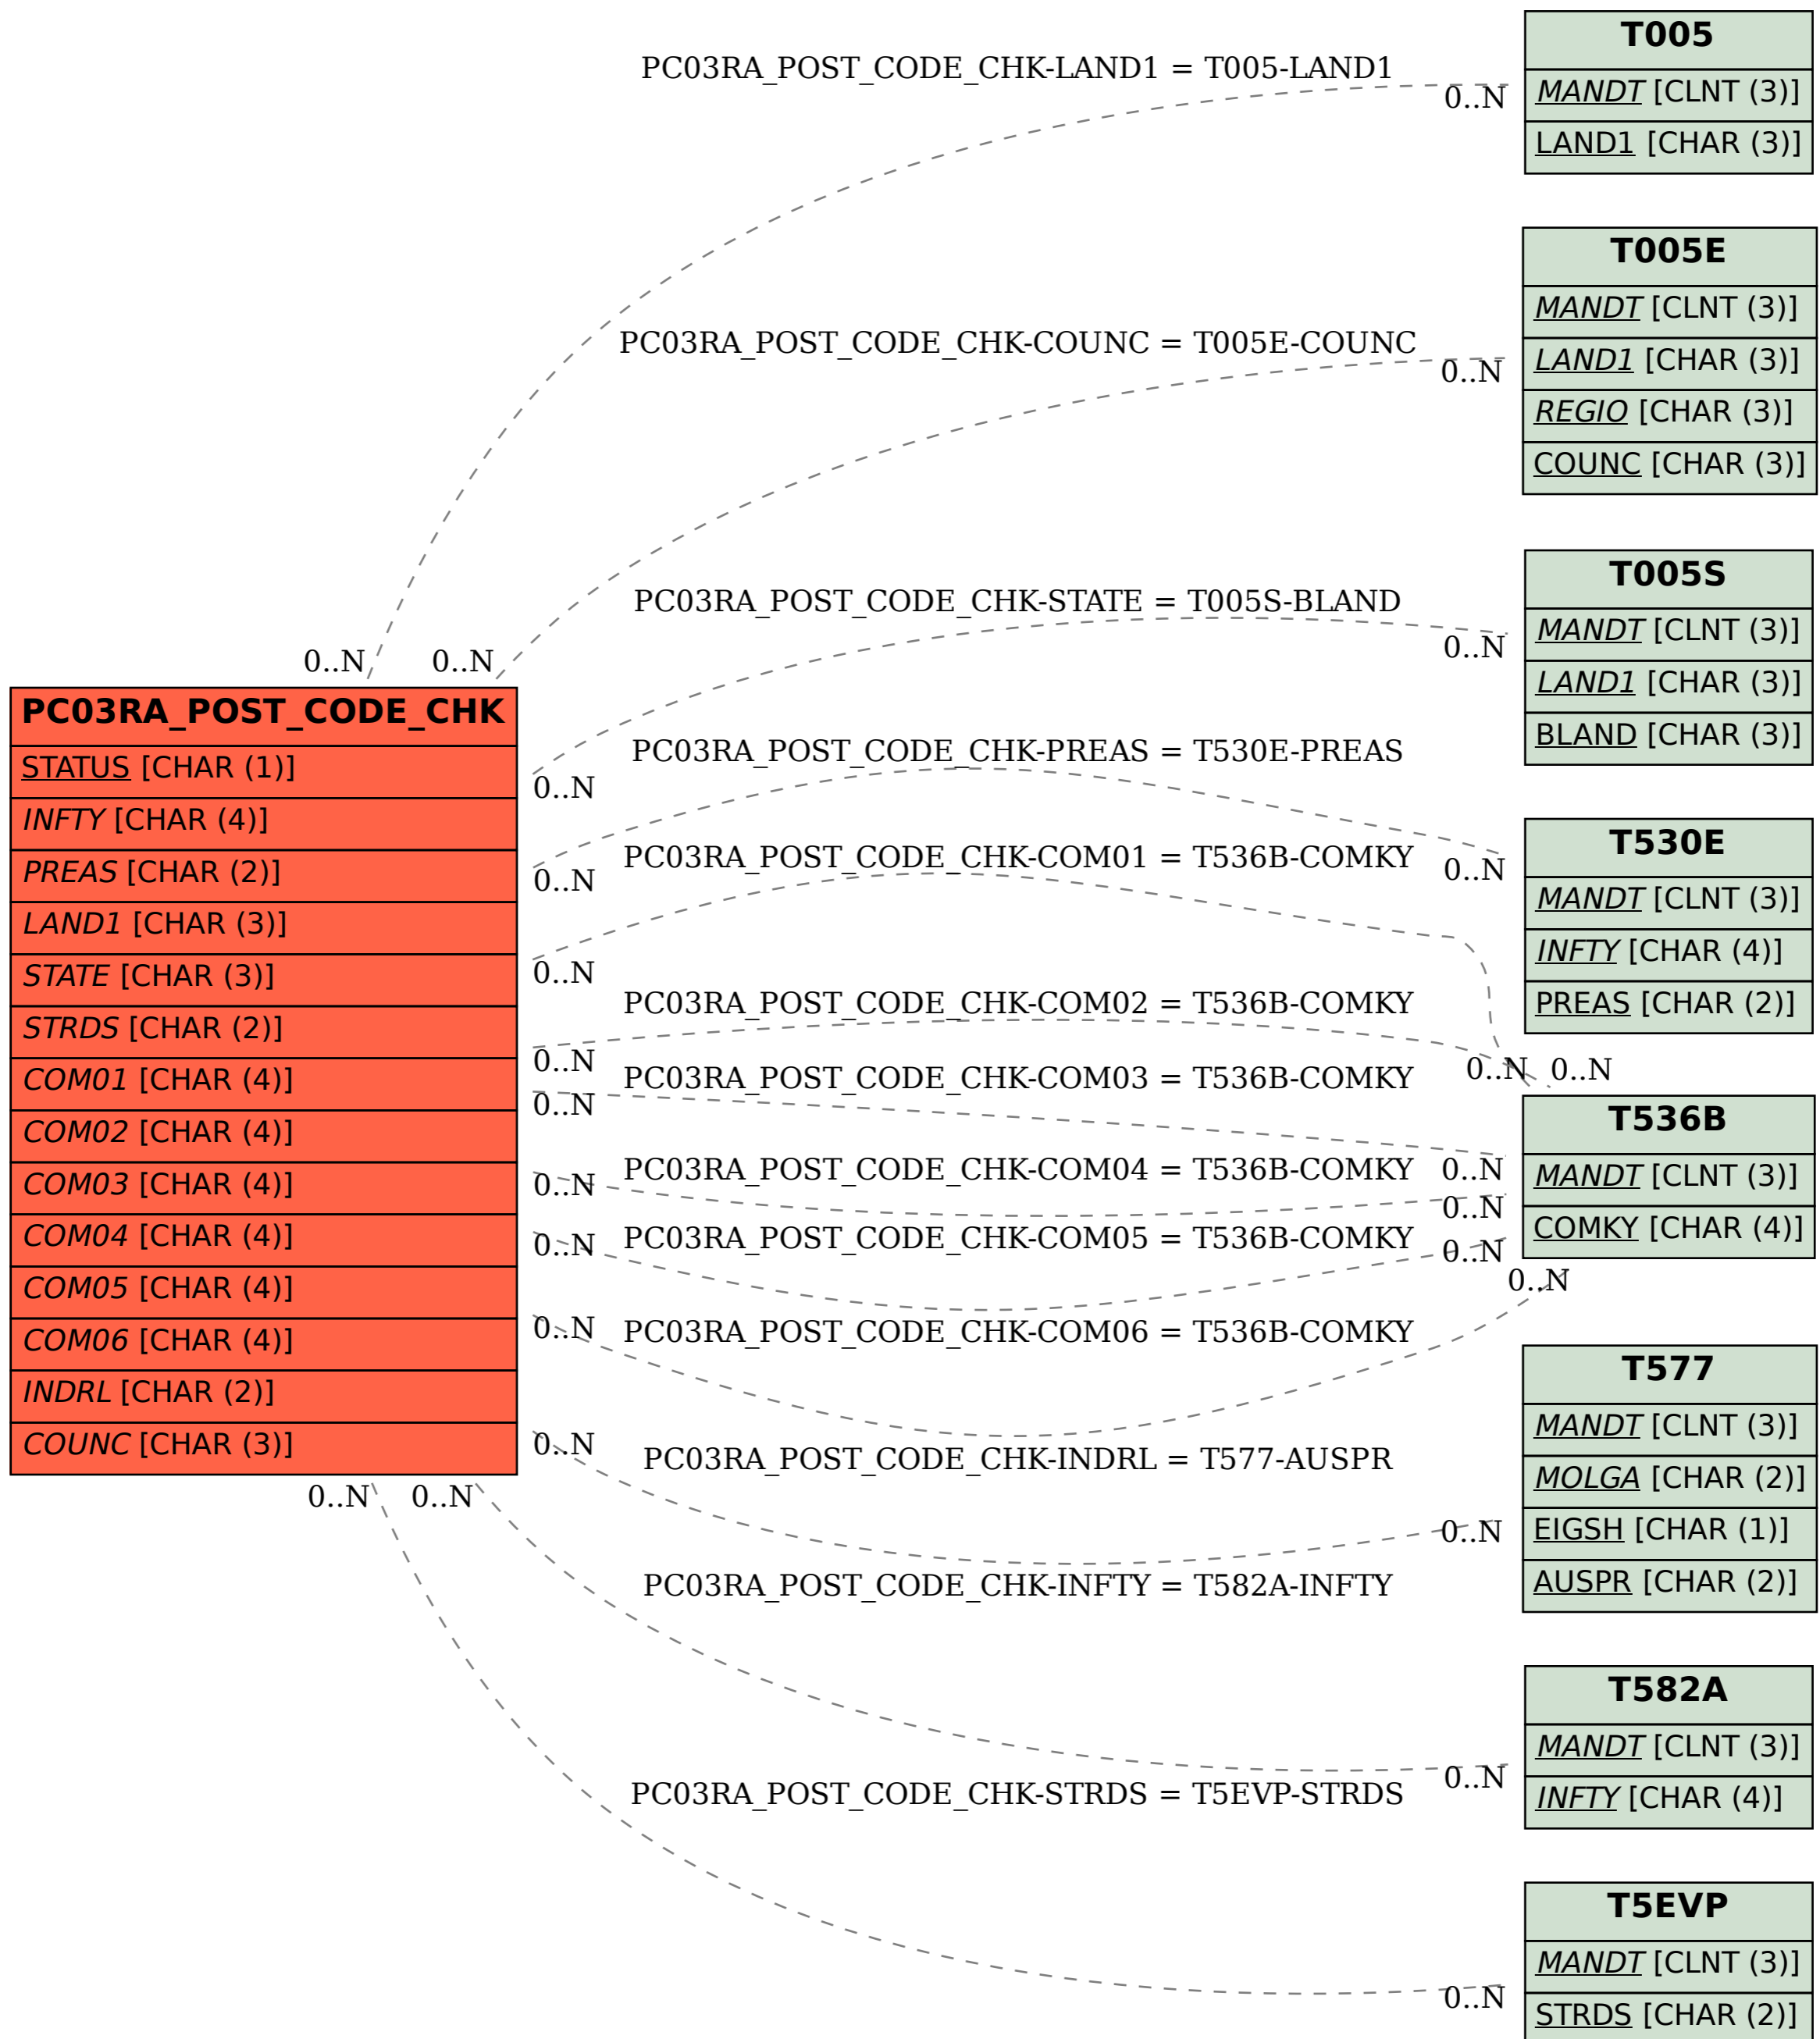 PC03RA_POST_CODE_CHK
STATUS [CHAR (1)]
INFTY [CHAR (4)]
PREAS [CHAR (2)]
LAND1 [CHAR (3)]
STATE [CHAR (3)]
STRDS [CHAR (2)]
COM01 [CHAR (4)]
COM02 [CHAR (4)]
COM03 [CHAR (4)]
COM04 [CHAR (4)]
COM05 [CHAR (4)]
COM06 [CHAR (4)]
INDRL [CHAR (2)]
COUNC [CHAR (3)]
PC03RA_POST_CODE_CHK-LAND1 = T005-LAND1
0..N
0..N
PC03RA_POST_CODE_CHK-COUNC = T005E-COUNC
0..N
0..N
PC03RA_POST_CODE_CHK-STATE = T005S-BLAND
0..N
0..N
PC03RA_POST_CODE_CHK-PREAS = T530E-PREAS
0..N
0..N
PC03RA_POST_CODE_CHK-COM01 = T536B-COMKY
0..N
0..N
PC03RA_POST_CODE_CHK-COM02 = T536B-COMKY
0..N
0..N
PC03RA_POST_CODE_CHK-COM03 = T536B-COMKY
0..N
0..N
PC03RA_POST_CODE_CHK-COM04 = T536B-COMKY
0..N
0..N
PC03RA_POST_CODE_CHK-COM05 = T536B-COMKY
0..N
0..N
PC03RA_POST_CODE_CHK-COM06 = T536B-COMKY
0..N
0..N
PC03RA_POST_CODE_CHK-INDRL = T577-AUSPR
0..N
0..N
PC03RA_POST_CODE_CHK-INFTY = T582A-INFTY
0..N
0..N
PC03RA_POST_CODE_CHK-STRDS = T5EVP-STRDS
0..N
0..N
T005
MANDT [CLNT (3)]
LAND1 [CHAR (3)]
T005E
MANDT [CLNT (3)]
LAND1 [CHAR (3)]
REGIO [CHAR (3)]
COUNC [CHAR (3)]
T005S
MANDT [CLNT (3)]
LAND1 [CHAR (3)]
BLAND [CHAR (3)]
T530E
MANDT [CLNT (3)]
INFTY [CHAR (4)]
PREAS [CHAR (2)]
T536B
MANDT [CLNT (3)]
COMKY [CHAR (4)]
T577
MANDT [CLNT (3)]
MOLGA [CHAR (2)]
EIGSH [CHAR (1)]
AUSPR [CHAR (2)]
T582A
MANDT [CLNT (3)]
INFTY [CHAR (4)]
T5EVP
MANDT [CLNT (3)]
STRDS [CHAR (2)]